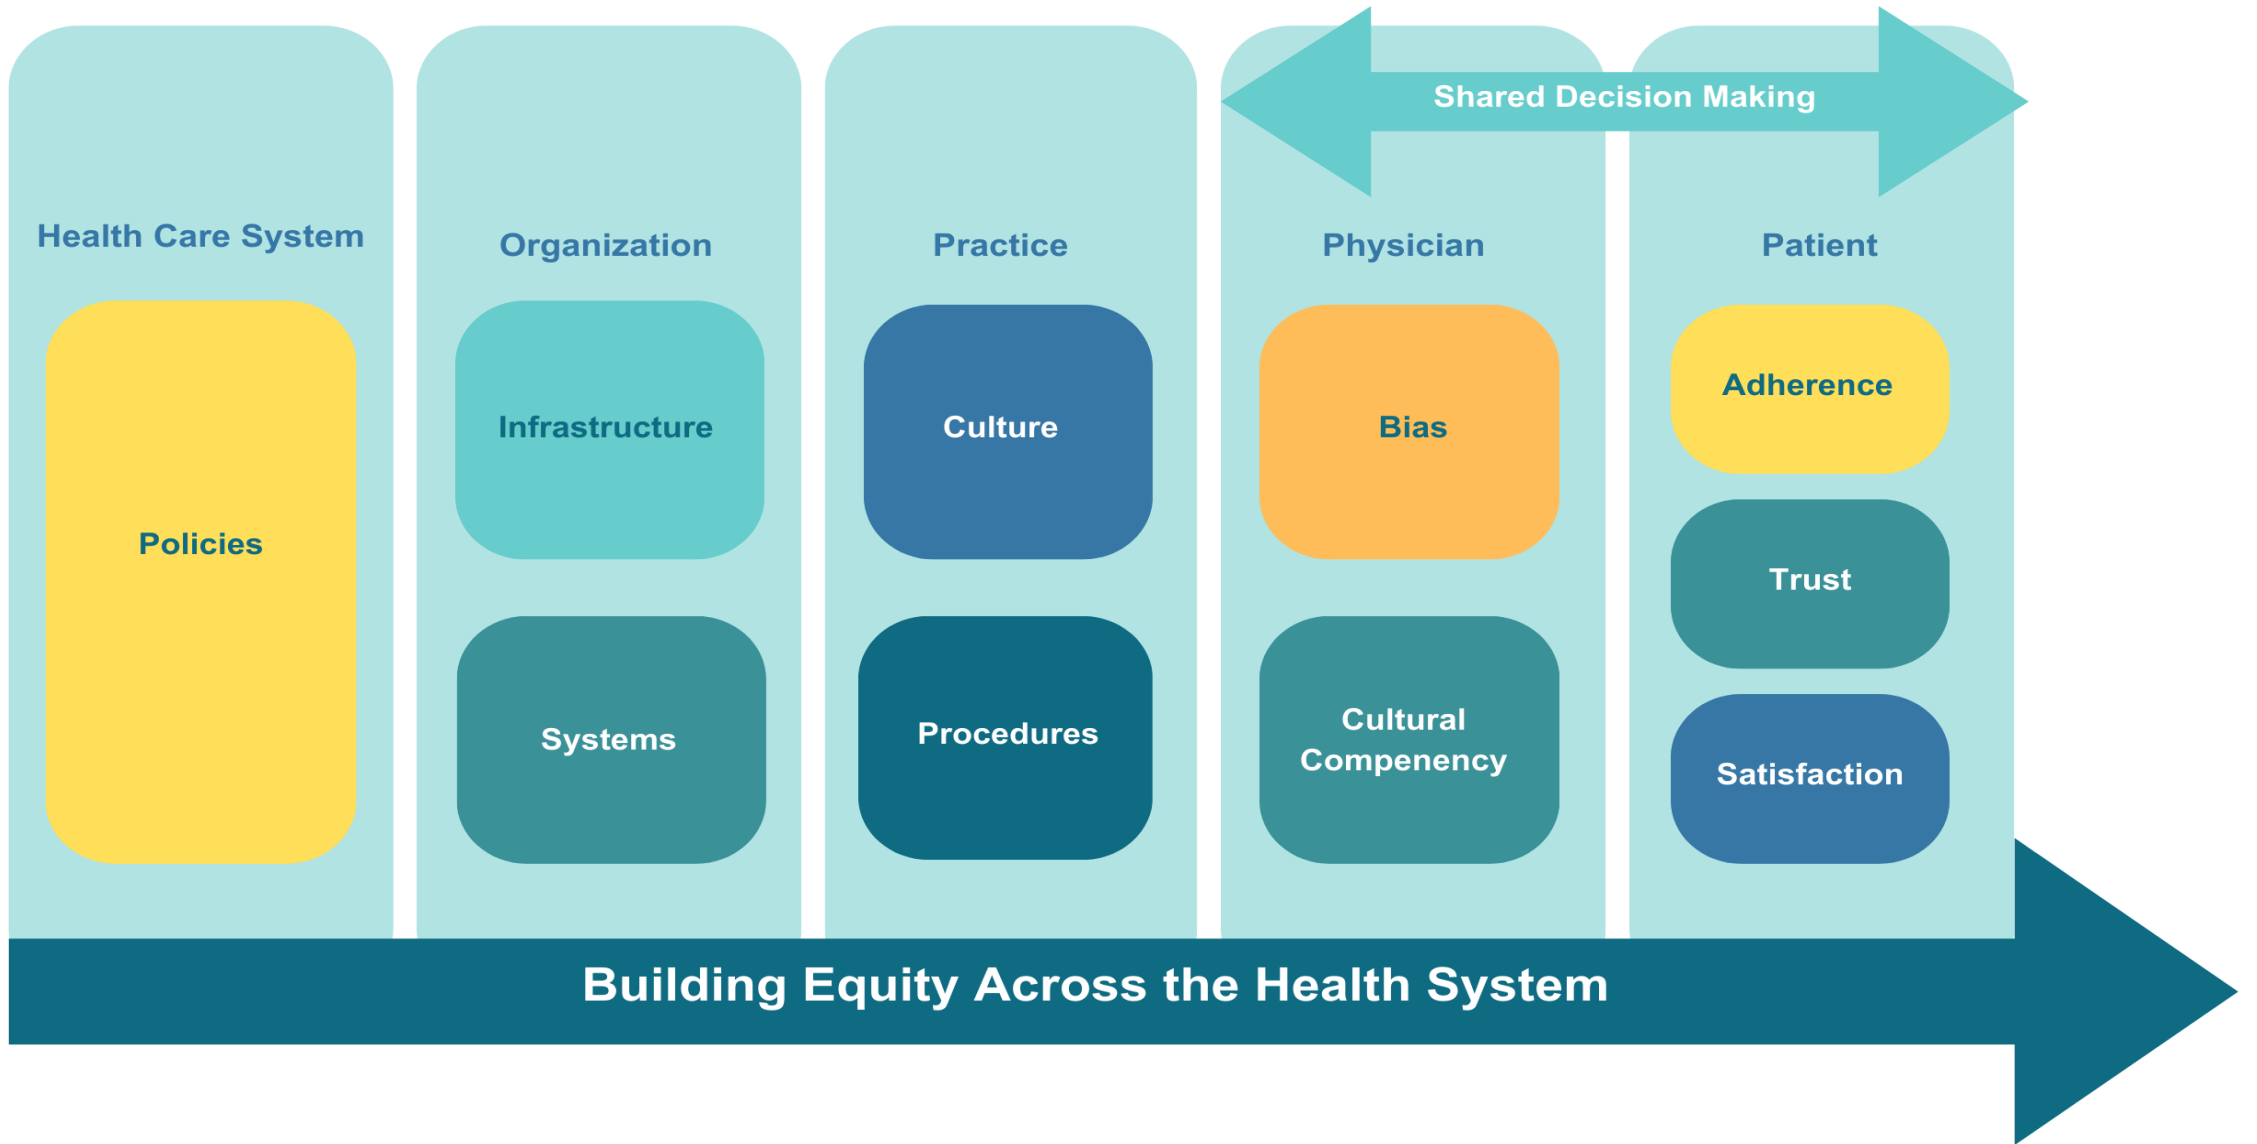 Shared Decision Making
Health Care System
Policies
Organization
Infrastructure
Systems
Practice
Culture
Procedures
Physician
Bias
Cultural
Compenency
Patient
Adherence
Trust
Satisfaction
Building Equity Across the Health System